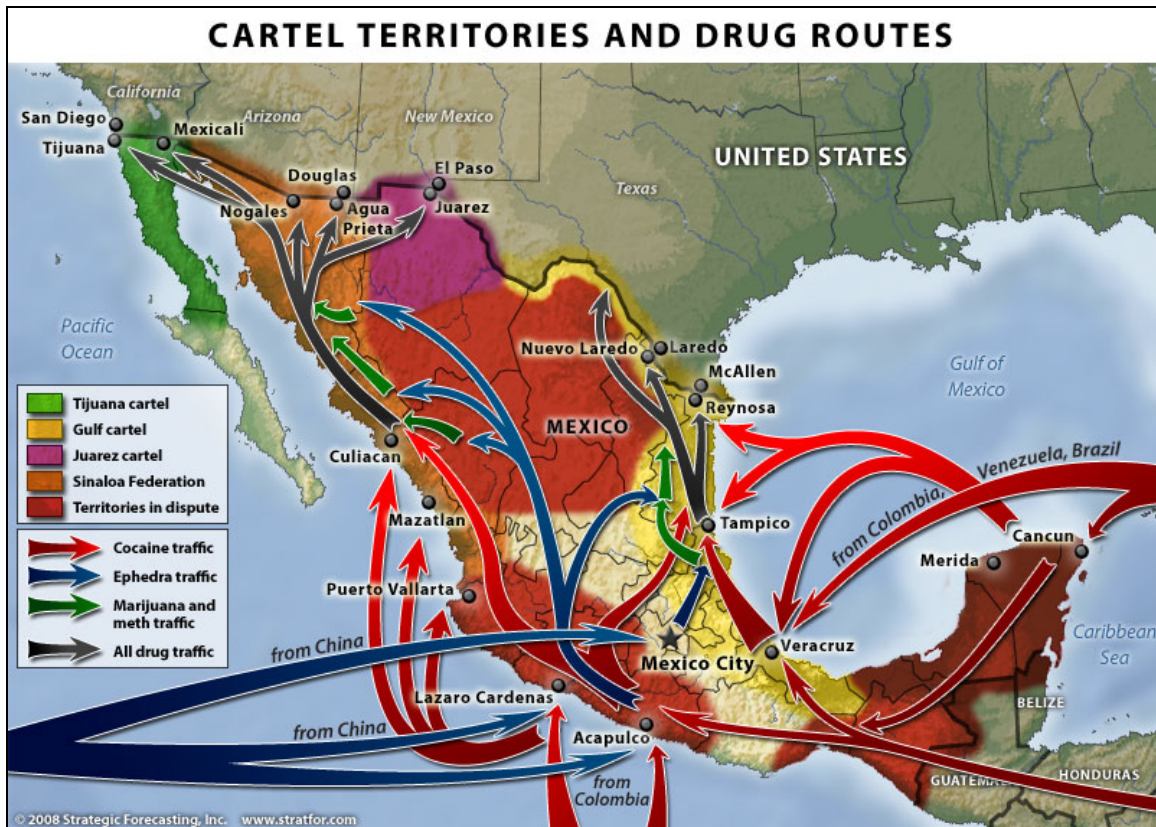 CARTEL TERRITORIES AND DRUG ROUTES
California
San Diego
Tijuana
Mexicali
Arizona
New Mexico
Douglas
Nogales
Agua
Prieta
El Paso
Juarez
UNITED STATES
Texas
Pacific
Ocean
Nuevo Laredo
Laredo
McAllen
Reynosa
Gulf of
Mexico
MEXICO
Tijuana cartel
Gulf cartel
Juarez cartel
Sinaloa Federation
Territories in dispute
Culiacan
Mazatlan
Tampico
from Colombia, Venezuela, Brazil
Cancun
Merida
Cocaine traffic
Ephedra traffic
Marijuana and
meth traffic
All drug traffic
Puerto Vallarta
from China
Mexico City
Veracruz
Caribbean
Sea
Lazaro Cardenas
from China
Acapulco
from
Colombia
BELIZE
GUATEMALA
HONDURAS
© 2008 Strategic Forecasting, Inc. www.stratfor.com